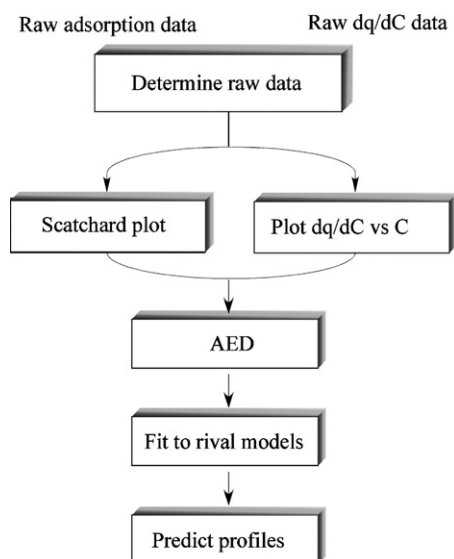 Raw adsorption data
Raw dq/dC data
Determine raw data
Scatchard plot
Plot dq/dC vs C
AED
Fit to rival models
Predict profiles